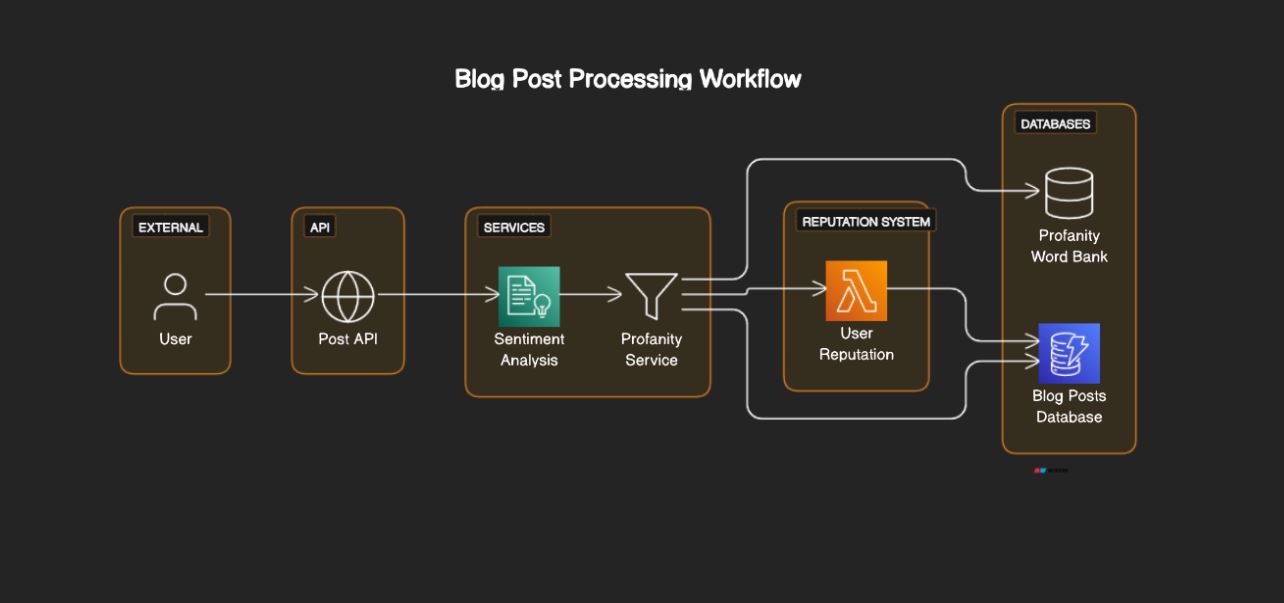 Blog Post Processing Workflow
DATABASES
Profanity
Word Bank
EXTERNAL
User
API
Post API
SERVICES
Sentiment
Analysis
Profanity
Service
REPUTATION SYSTEM
User
Reputation
Blog Posts
Database